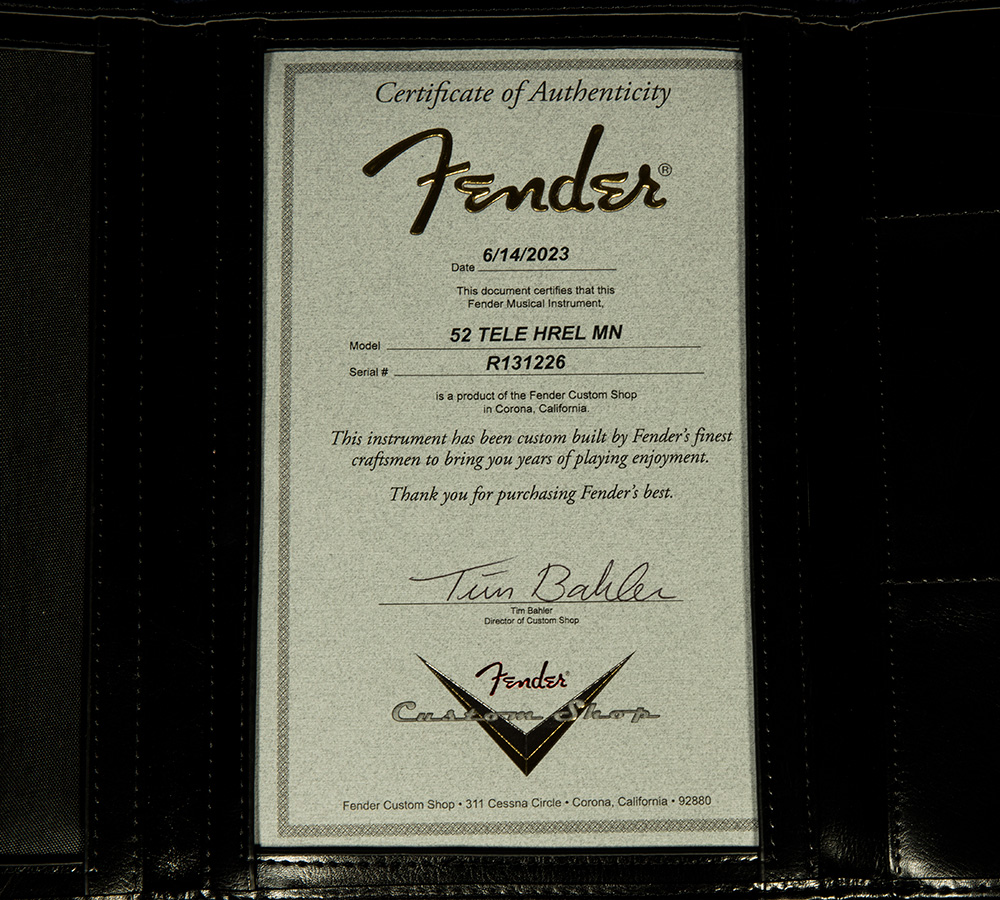 Certificate of Authenticity
Fender®
Date 6/14/2023
This document certifies that this
Fender Musical Instrument,
Model 52 TELE HREL MN
Serial # R131226
is a product of the Fender Custom Shop
in Corona, California.
This instrument has been custom built by Fender's finest
craftsmen to bring you years of playing enjoyment.
Thank you for purchasing Fender's best.
Tim Bahler
Tim Bahler
Director of Custom Shop
Fender®
Custom Shop
Fender Custom Shop • 311 Cessna Circle • Corona, California • 92880